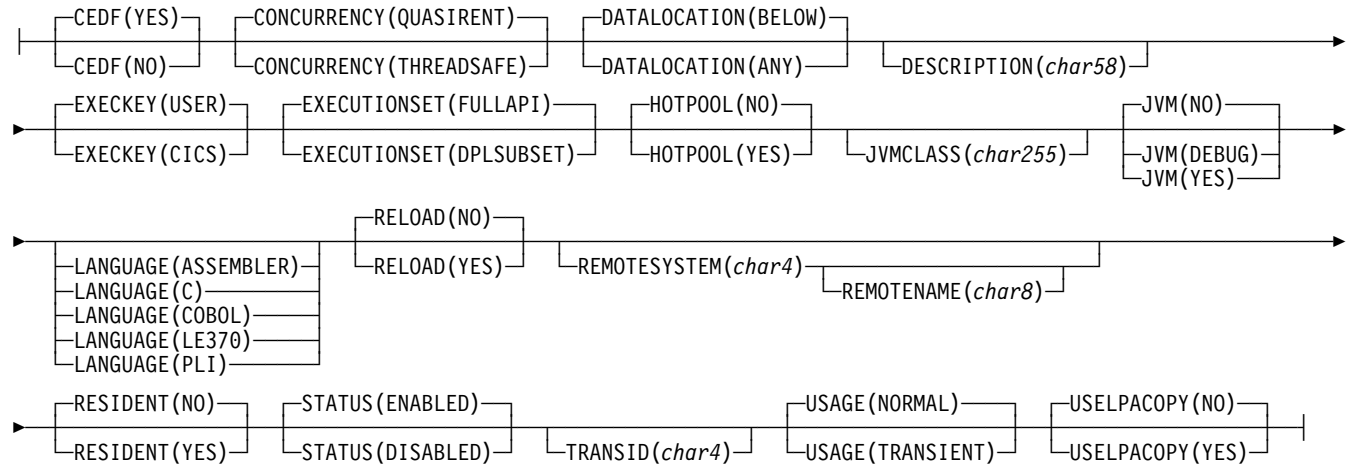 CEDF(YES) CONCURRENCY(QUASIRENT) DATALOCATION(BELOW)
CEDF(NO) CONCURRENCY(THREADSAFE) DATALOCATION(ANY) DESCRIPTION(char58)
EXECKEY(USER) EXECUTIONSET(FULLAPI) HOTPOOL(NO) JVM(NO)
EXECKEY(CICS) EXECUTIONSET(DPLSUBSET) HOTPOOL(YES) JVMCLASS(char255) JVM(DEBUG)
JVM(YES)
RELOAD(NO)
LANGUAGE(ASSEMBLER) RELOAD(YES) REMOTESYSTEM(char4)
LANGUAGE(C) REMOTENAME(char8)
LANGUAGE(COBOL)
LANGUAGE(LE370)
LANGUAGE(PLI)
RESIDENT(NO) STATUS(ENABLED) USAGE(NORMAL) USELPACOPY(NO)
RESIDENT(YES) STATUS(DISABLED) TRANSID(char4) USAGE(TRANSIENT) USELPACOPY(YES)